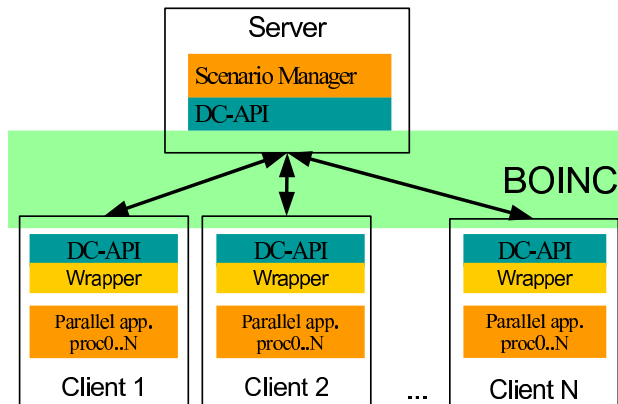 Server
Scenario Manager
DC-API
BOINC
DC-API
Wrapper
Parallel app.
proc0..N
Client 1
DC-API
Wrapper
Parallel app.
proc0..N
Client 2
...
DC-API
Wrapper
Parallel app.
proc0..N
Client N